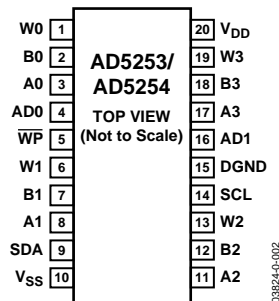 W0 1
B0 2
A0 3
AD0 4
WP 5
W1 6
B1 7
A1 8
SDA 9
VSS 10
AD5253/
AD5254
TOP VIEW
(Not to Scale)
20 VDD
19 W3
18 B3
17 A3
16 AD1
15 DGND
14 SCL
13 W2
12 B2
11 A2
03824-0-002